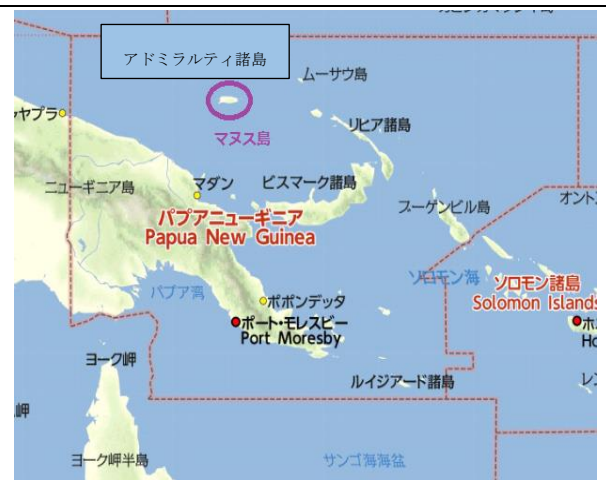 アドミラルティ諸島
ムーサウ島
ャヤプラ
リヒア諸島
マヌス島
ニューギニア島
マダン
ビスマーク諸島
ブーゲンビル島
オント
パプアニューギニア
Papua New Guinea
パプア湾
ソロモン海
ソロモン諸島
Solomon Islands
ポポンデッタ
ポート・モレスビー
Port Moresby
ホ
Ho
ヨーク岬
ルイジアード諸島
レン
岬
ヨーク岬半島
サンゴ海海盆